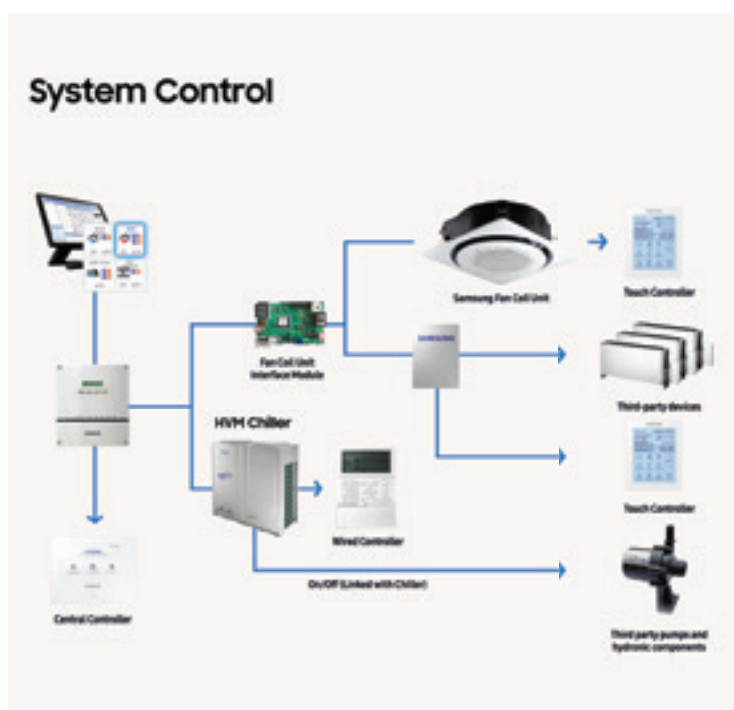 System Control
Samsung Fan Coil Unit
Touch Controller
Fan Coil Unit
Interface Module
Third-party devices
HVM Chiller
Touch Controller
Wired Controller
On/Off (Linked with Chiller)
Central Controller
Third party pumps and
hydronic components